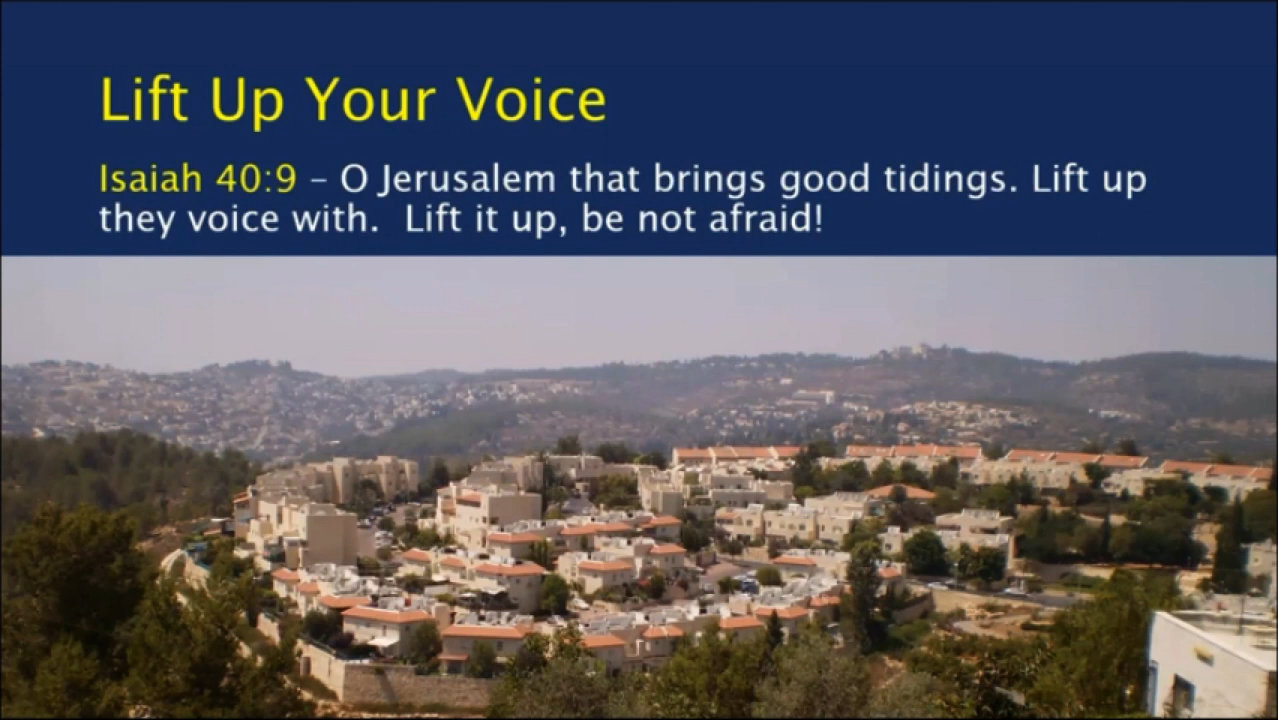 Lift Up Your Voice
Isaiah 40:9 – O Jerusalem that brings good tidings. Lift up
they voice with.  Lift it up, be not afraid!